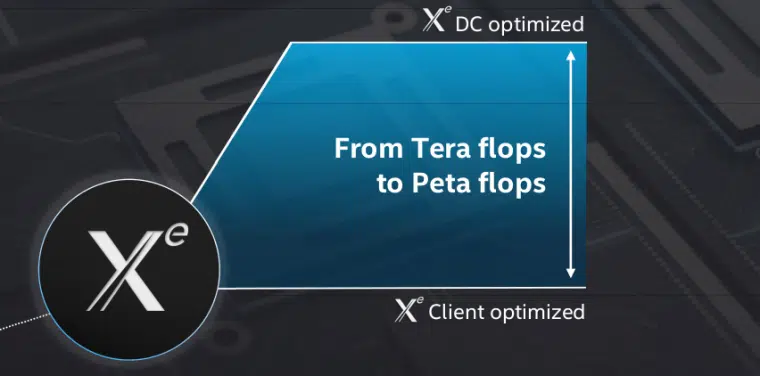 Xe DC optimized
From Tera flops
to Peta flops
Xe
Xe Client optimized